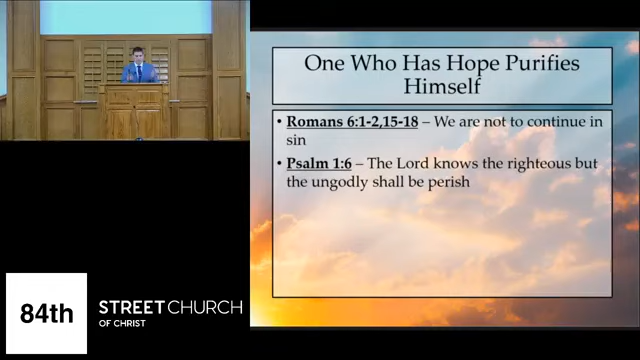 One Who Has Hope Purifies
Himself
• Romans 6:1-2,15-18 – We are not to continue in
sin
• Psalm 1:6 – The Lord knows the righteous but
the ungodly shall be perish
84th
STREET CHURCH
OF CHRIST